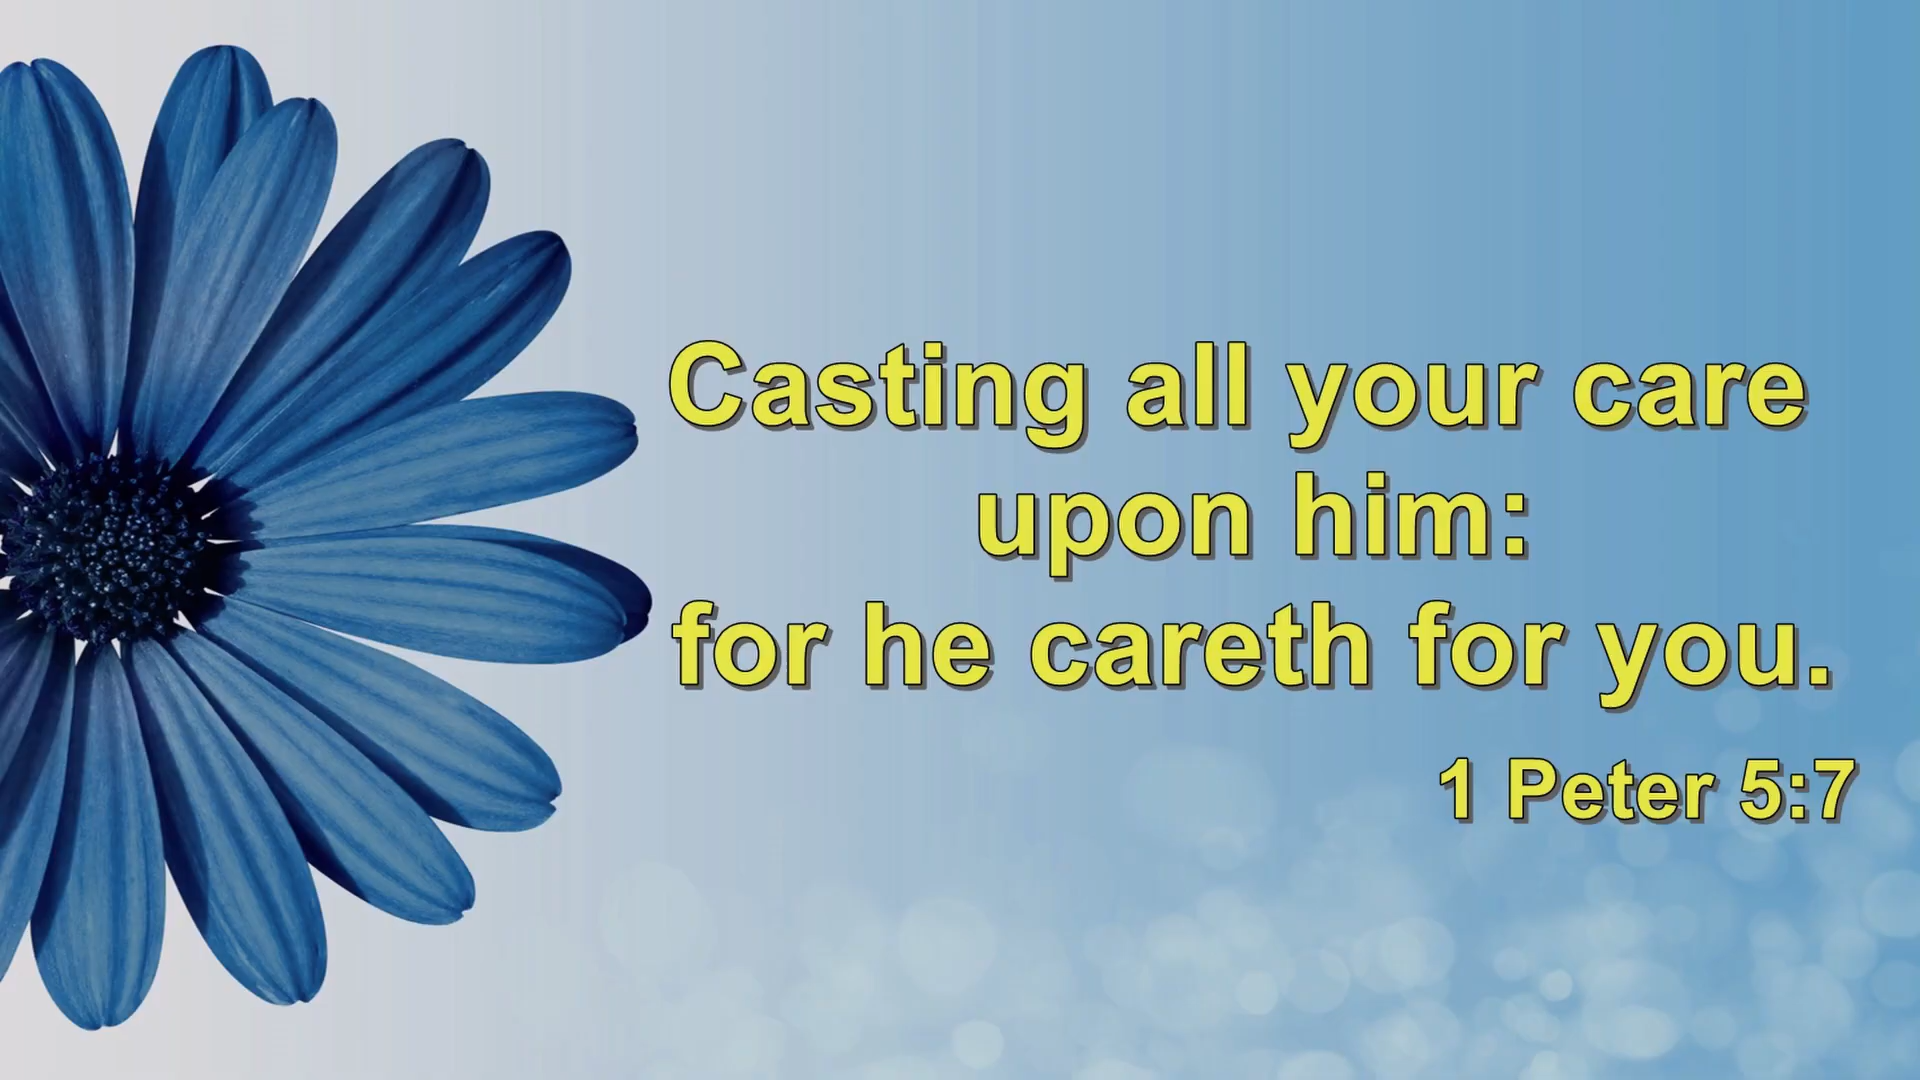 Casting all your care
upon him:
for he careth for you.
1 Peter 5:7